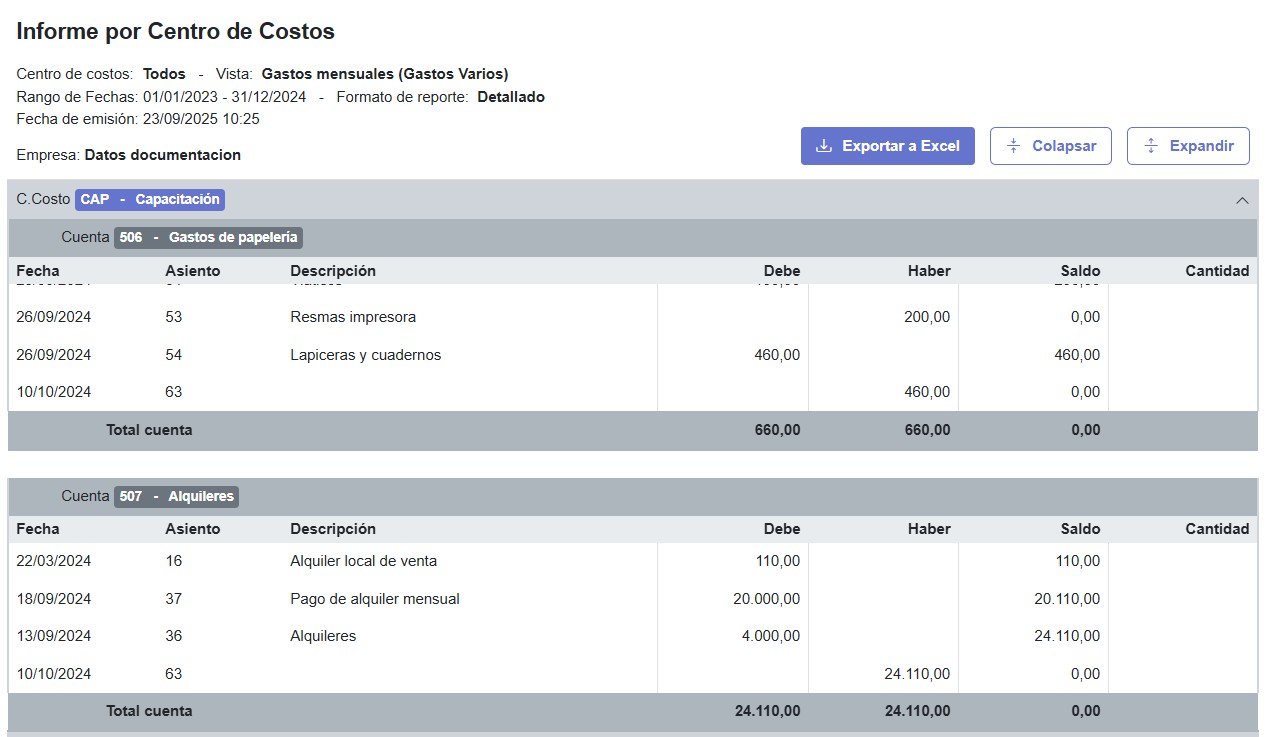 Informe por Centro de Costos
Centro de costos: Todos - Vista: Gastos mensuales (Gastos Varios)
Rango de Fechas: 01/01/2023 - 31/12/2024 - Formato de reporte: Detallado
Fecha de emisión: 23/09/2025 10:25
Empresa: Datos documentacion
Exportar a Excel Colapsar Expandir
C.Costo CAP - Capacitación
Cuenta 506 - Gastos de papelería
Fecha Asiento Descripción Debe Haber Saldo Cantidad
26/09/2024 53 Resmas impresora 200,00 0,00
26/09/2024 54 Lapiceras y cuadernos 460,00 460,00
10/10/2024 63 460,00 0,00
Total cuenta 660,00 660,00 0,00
Cuenta 507 - Alquileres
Fecha Asiento Descripción Debe Haber Saldo Cantidad
22/03/2024 16 Alquiler local de venta 110,00 110,00
18/09/2024 37 Pago de alquiler mensual 20.000,00 20.110,00
13/09/2024 36 Alquileres 4.000,00 24.110,00
10/10/2024 63 24.110,00 0,00
Total cuenta 24.110,00 24.110,00 0,00